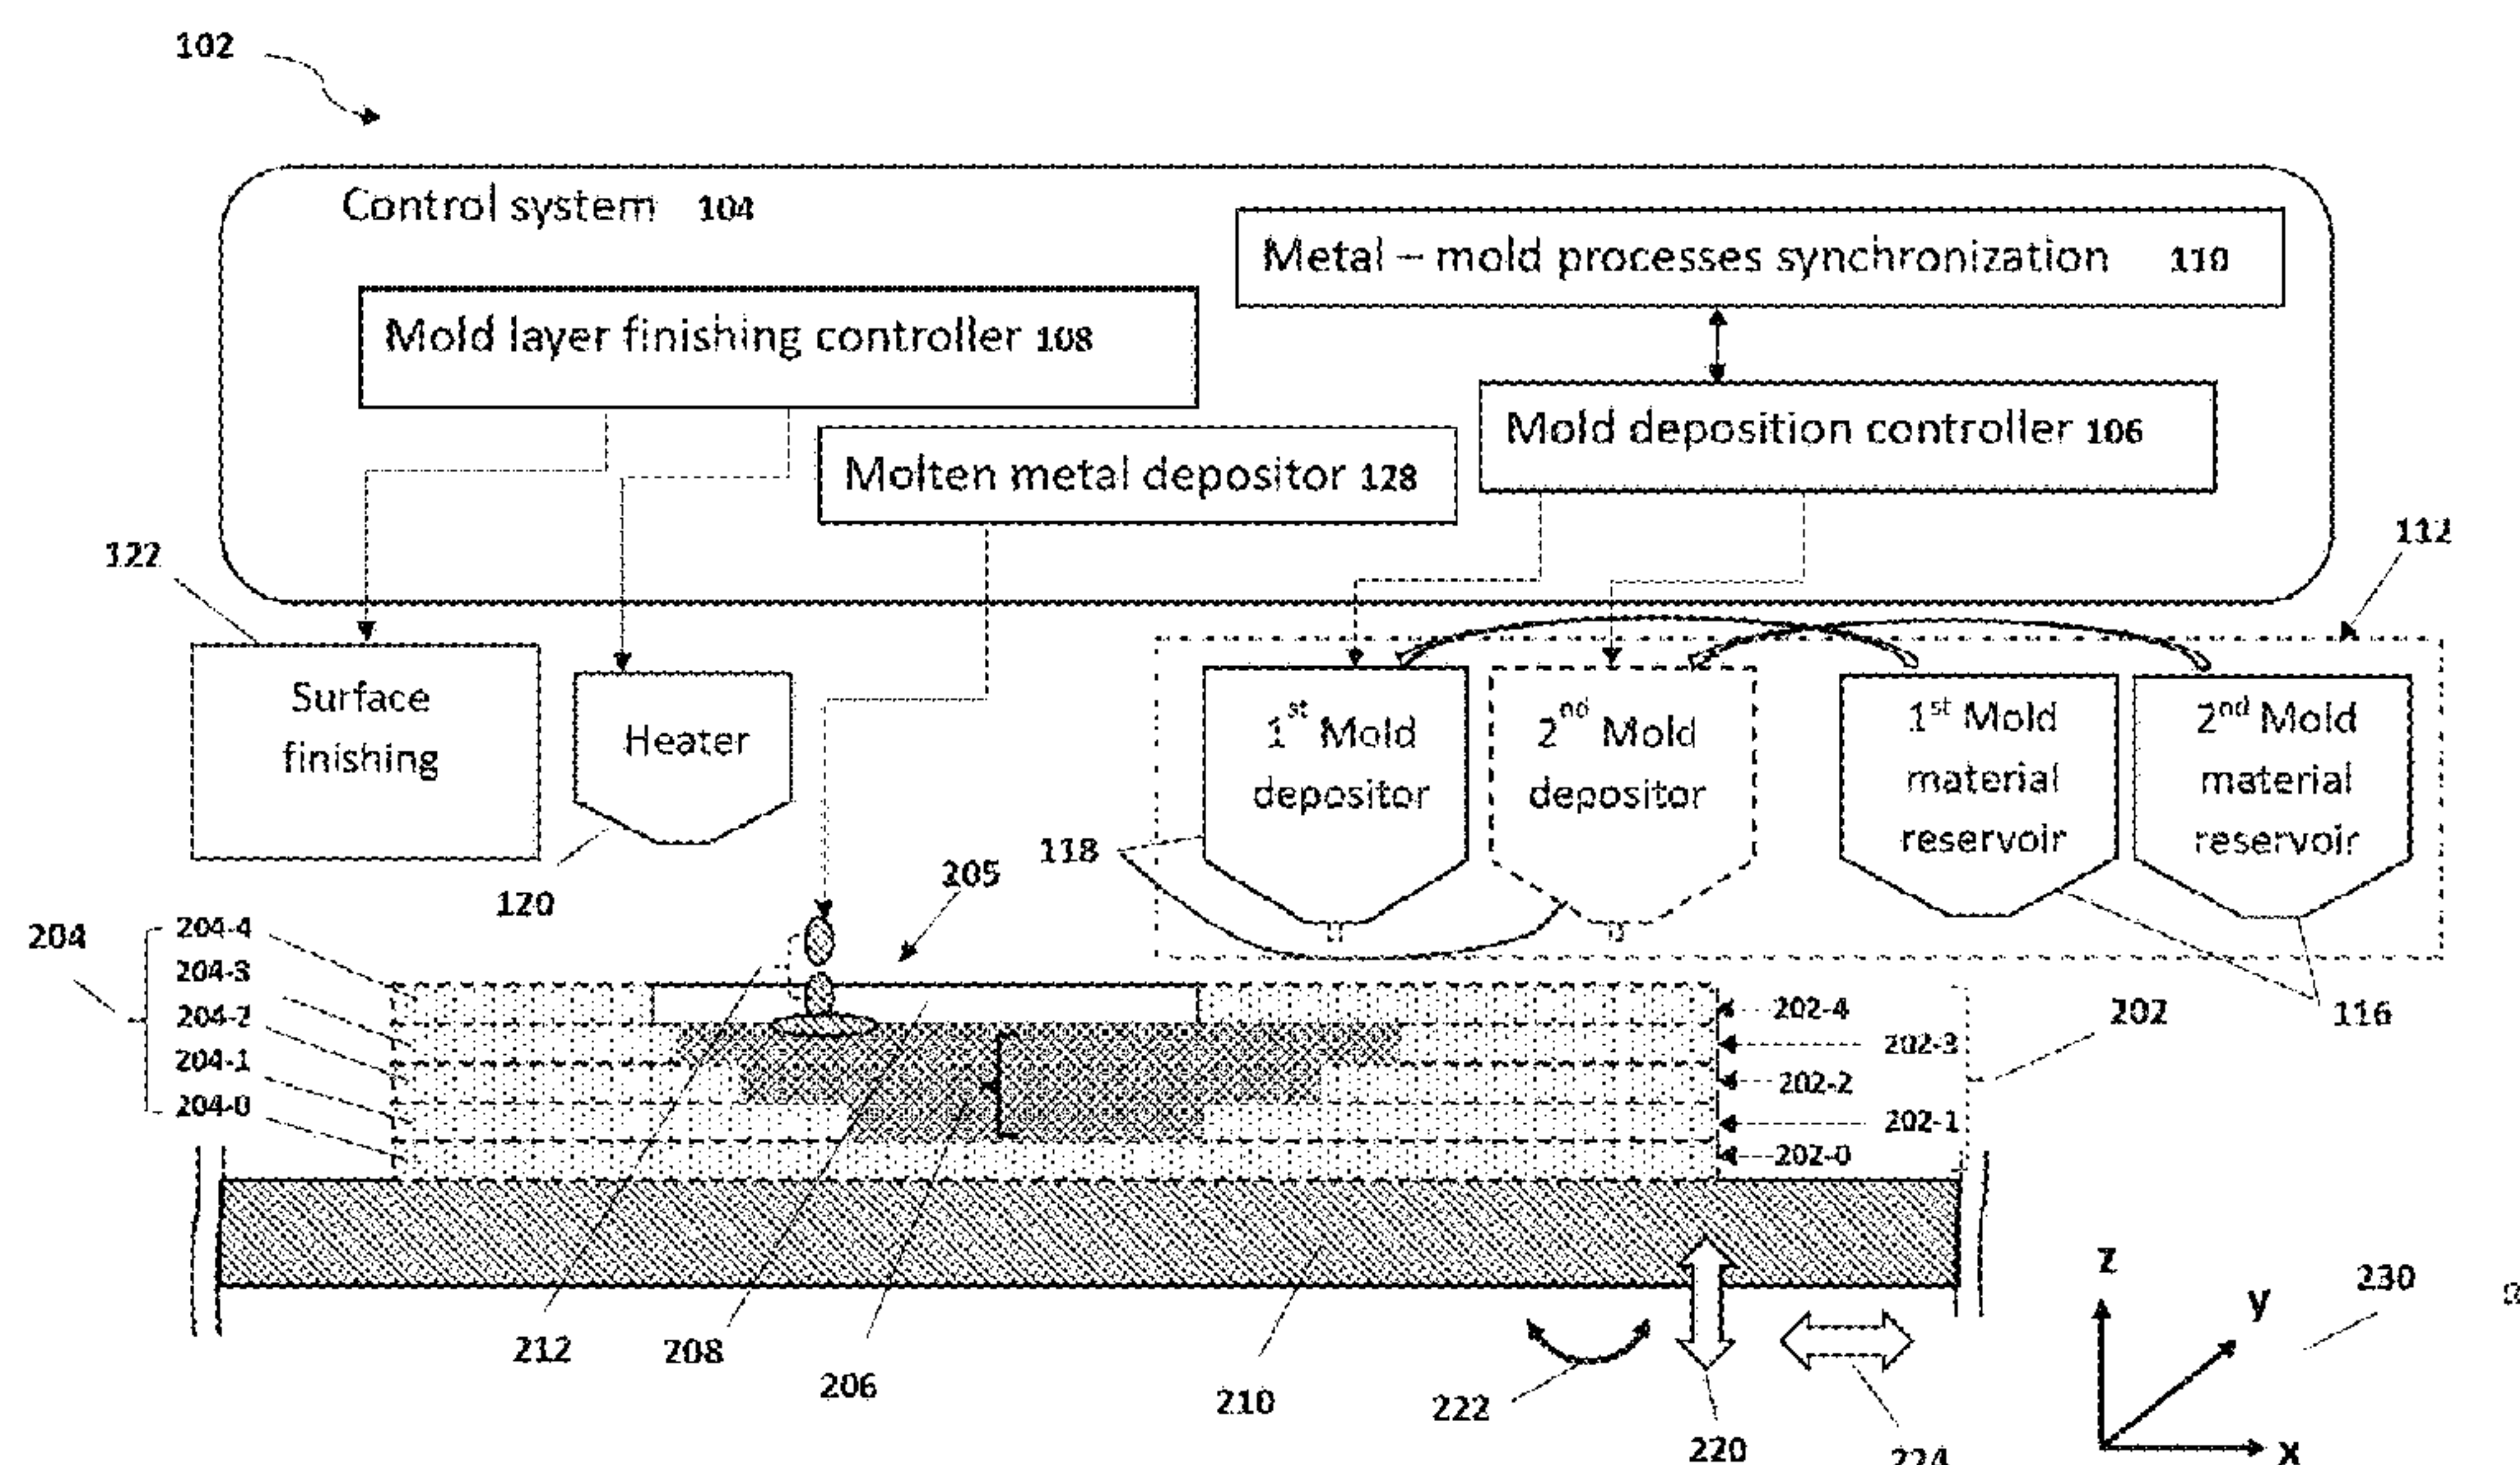 102
Control system 104
Metal – mold processes synchronization 110
Mold layer finishing controller 108
Mold deposition controller 106
Molten metal depositor 128
122
112
Surface
finishing
Heater
1st Mold
depositor
2nd Mold
depositor
1st Mold
material
reservoir
2nd Mold
material
reservoir
118
120
205
116
204
204-4
204-3
204-2
204-1
204-0
202-4
202-3
202-2
202-1
202-0
202
212
208
206
210
222
220
224
z
y
x
230